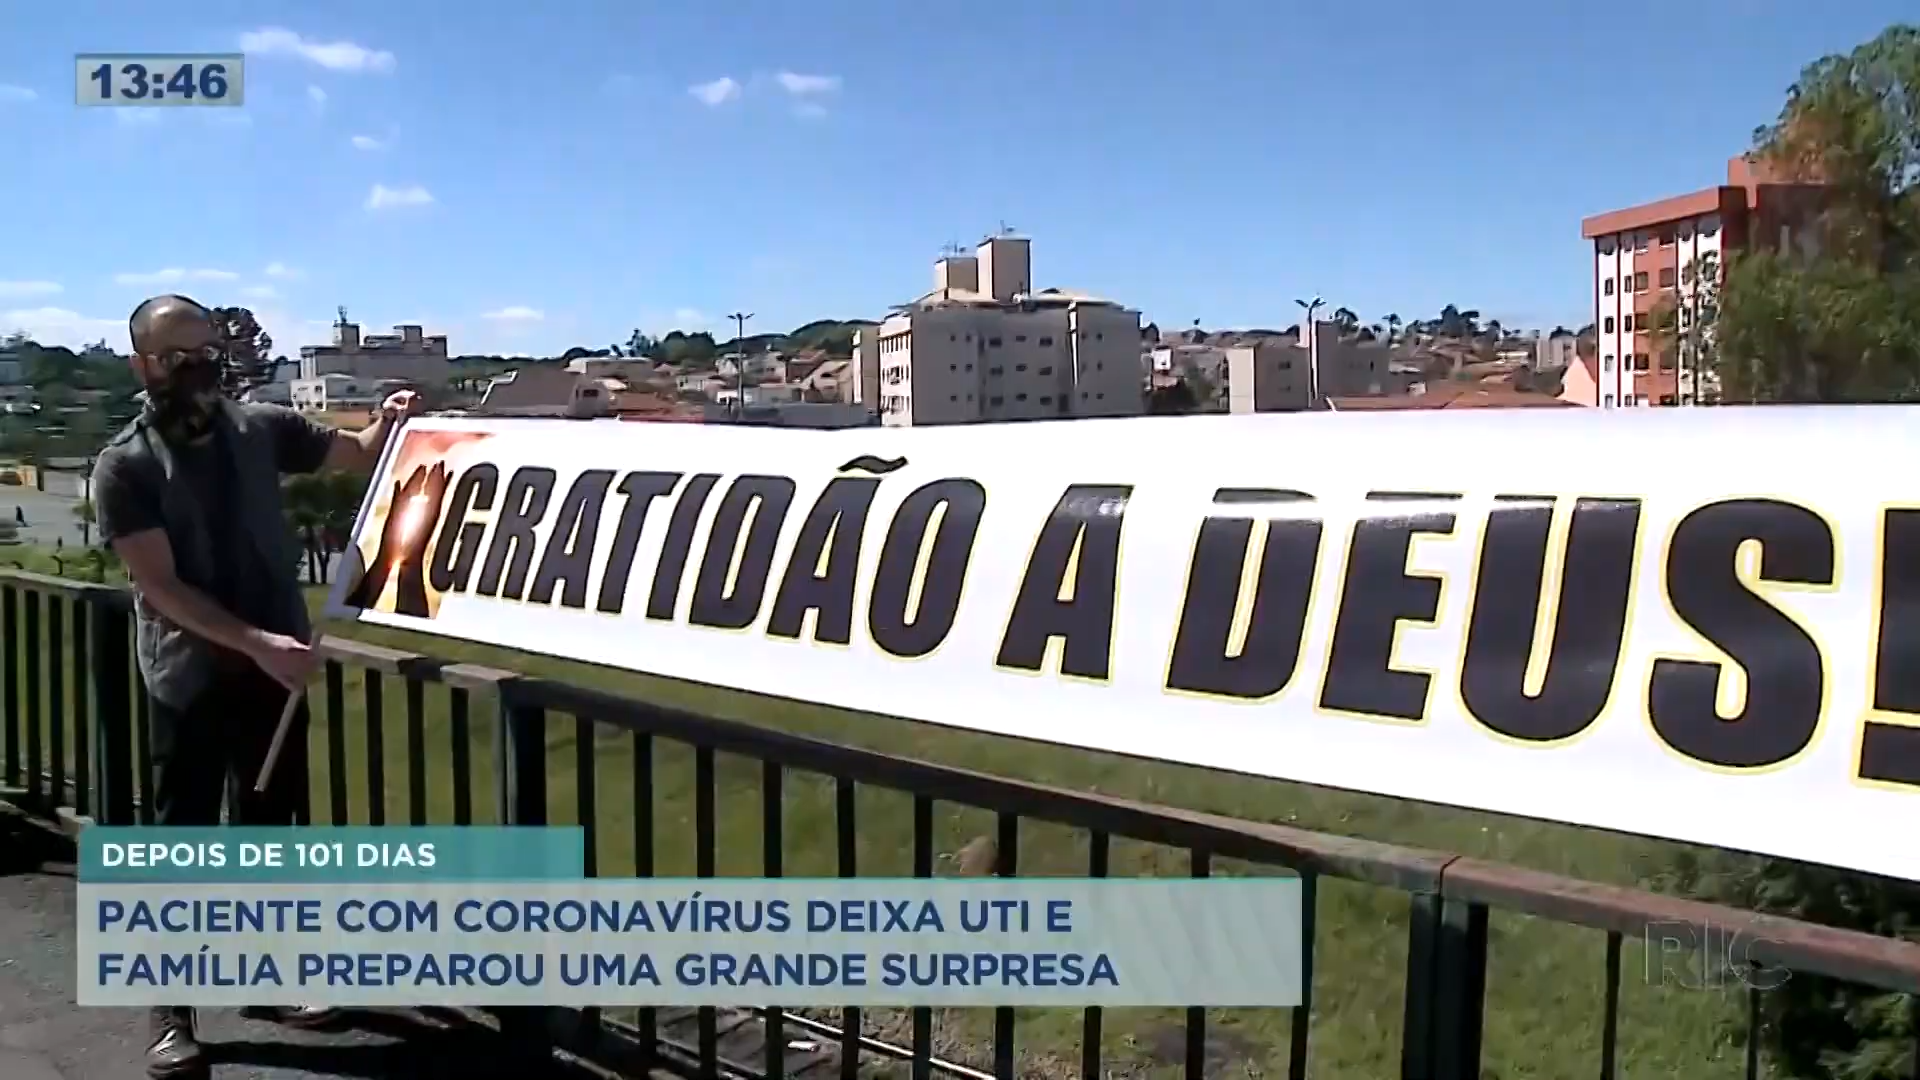 13:46
GRATIDÃO A DEUS!
DEPOIS DE 101 DIAS
PACIENTE COM CORONAVÍRUS DEIXA UTI E
FAMÍLIA PREPAROU UMA GRANDE SURPRESA
RIC